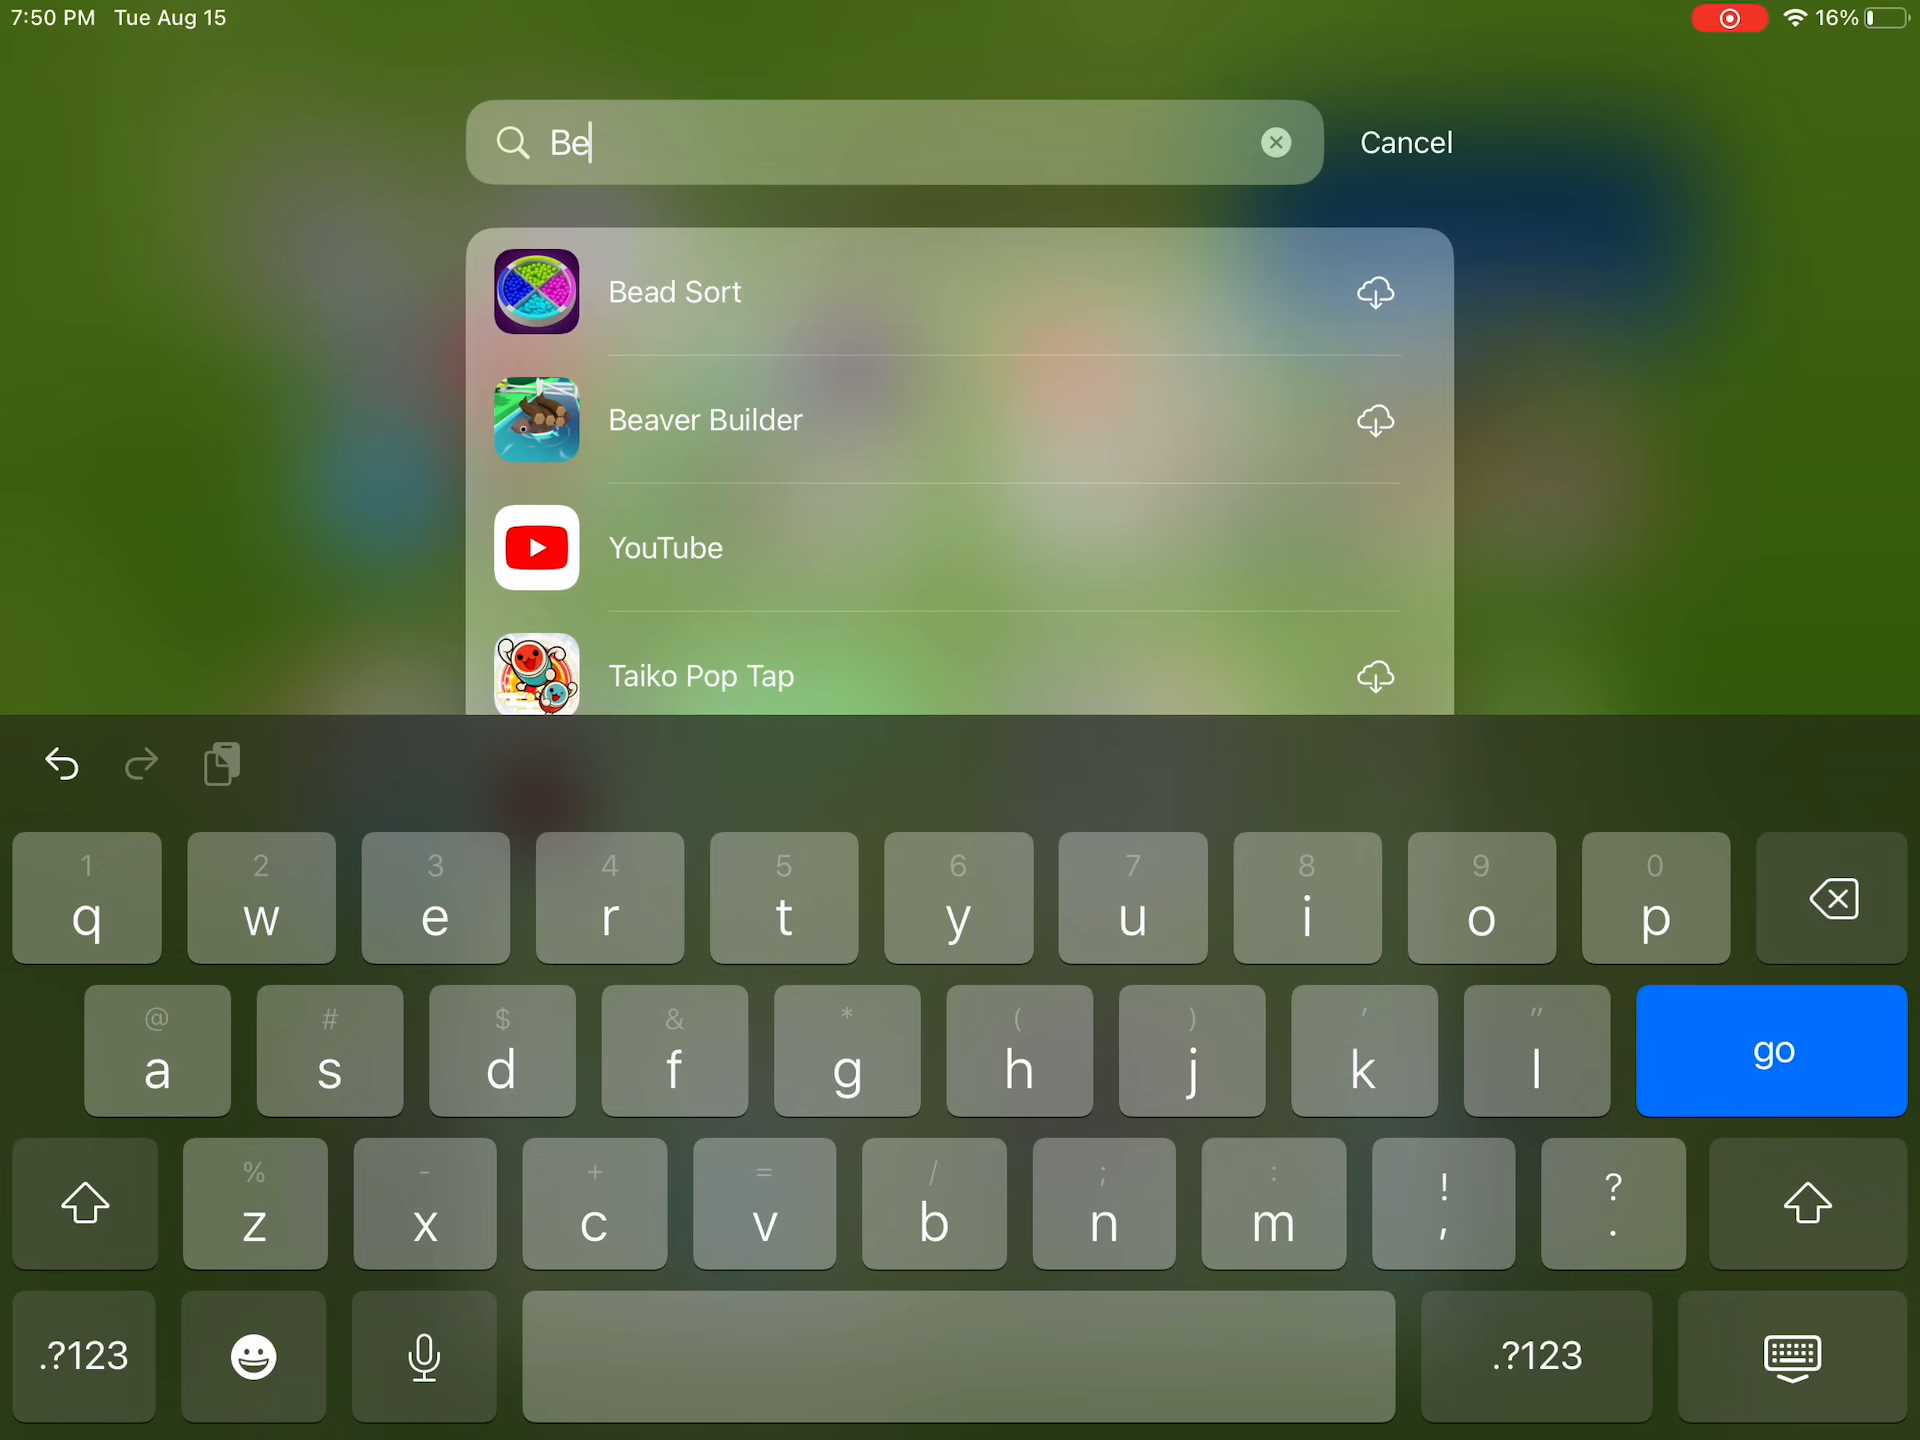 7:50 PM Tue Aug 15
16%
Be
Cancel
Bead Sort
Beaver Builder
YouTube
Taiko Pop Tap
1 2 3 4 5 6 7 8 9 0
q w e r t y u i o p
@ # $ & * ( ) ' "
a s d f g h j k l go
% - + = / ; : ! ?
z x c v b n m , .
.?123 .?123